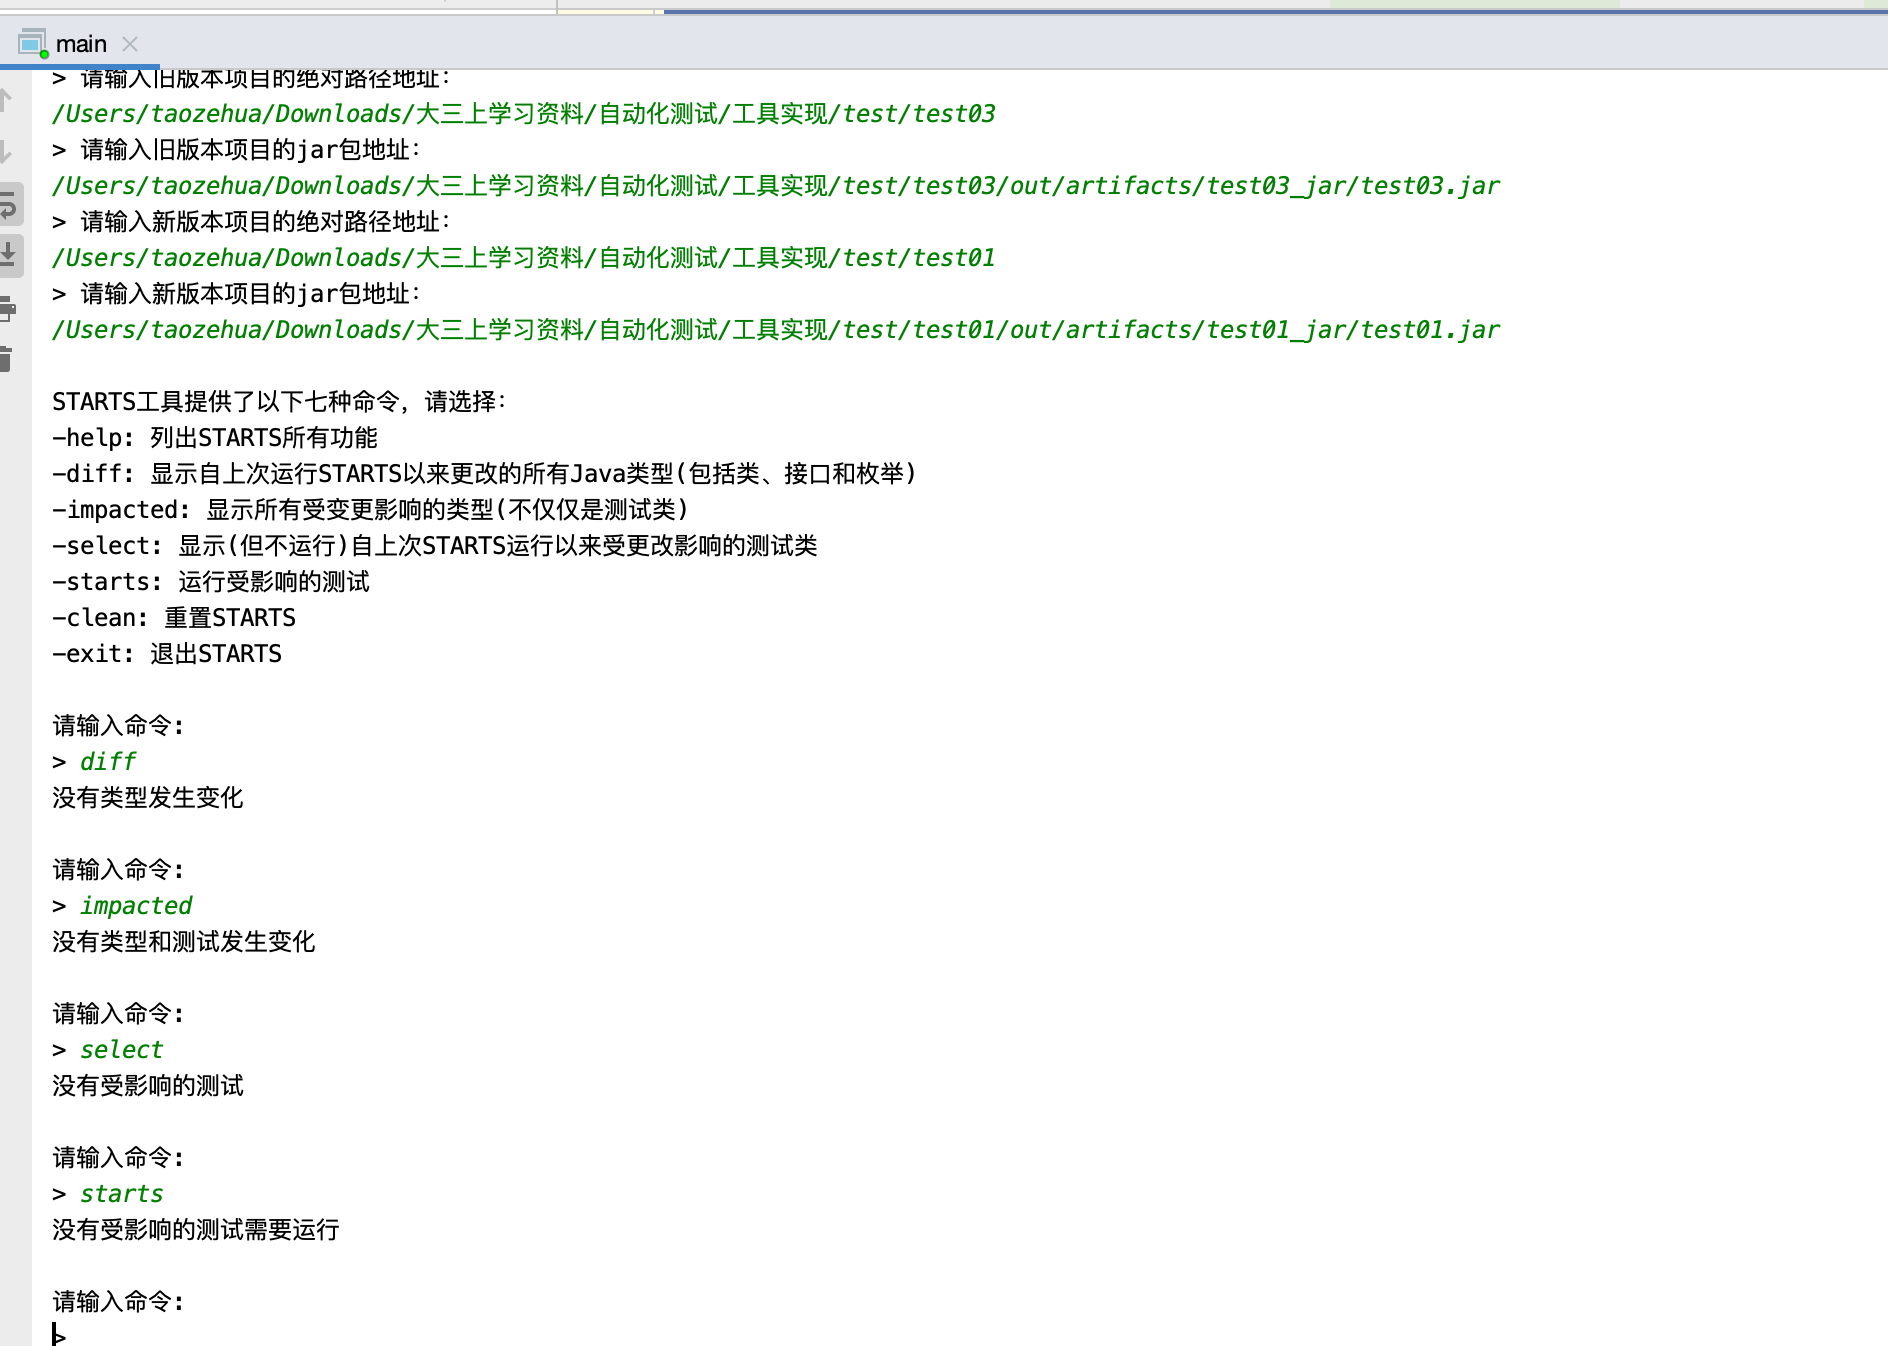 main
> 请输入旧版本项目的绝对路径地址：
/Users/taozehua/Downloads/大三上学习资料/自动化测试/工具实现/test/test03
> 请输入旧版本项目的jar包地址：
/Users/taozehua/Downloads/大三上学习资料/自动化测试/工具实现/test/test03/out/artifacts/test03_jar/test03.jar
> 请输入新版本项目的绝对路径地址：
/Users/taozehua/Downloads/大三上学习资料/自动化测试/工具实现/test/test01
> 请输入新版本项目的jar包地址：
/Users/taozehua/Downloads/大三上学习资料/自动化测试/工具实现/test/test01/out/artifacts/test01_jar/test01.jar
STARTS工具提供了以下七种命令，请选择：
-help: 列出STARTS所有功能
-diff: 显示自上次运行STARTS以来更改的所有Java类型(包括类、接口和枚举)
-impacted: 显示所有受变更影响的类型(不仅仅是测试类)
-select: 显示(但不运行)自上次STARTS运行以来受更改影响的测试类
-starts: 运行受影响的测试
-clean: 重置STARTS
-exit: 退出STARTS
请输入命令:
> diff
没有类型发生变化
请输入命令:
> impacted
没有类型和测试发生变化
请输入命令:
> select
没有受影响的测试
请输入命令:
> starts
没有受影响的测试需要运行
请输入命令:
>